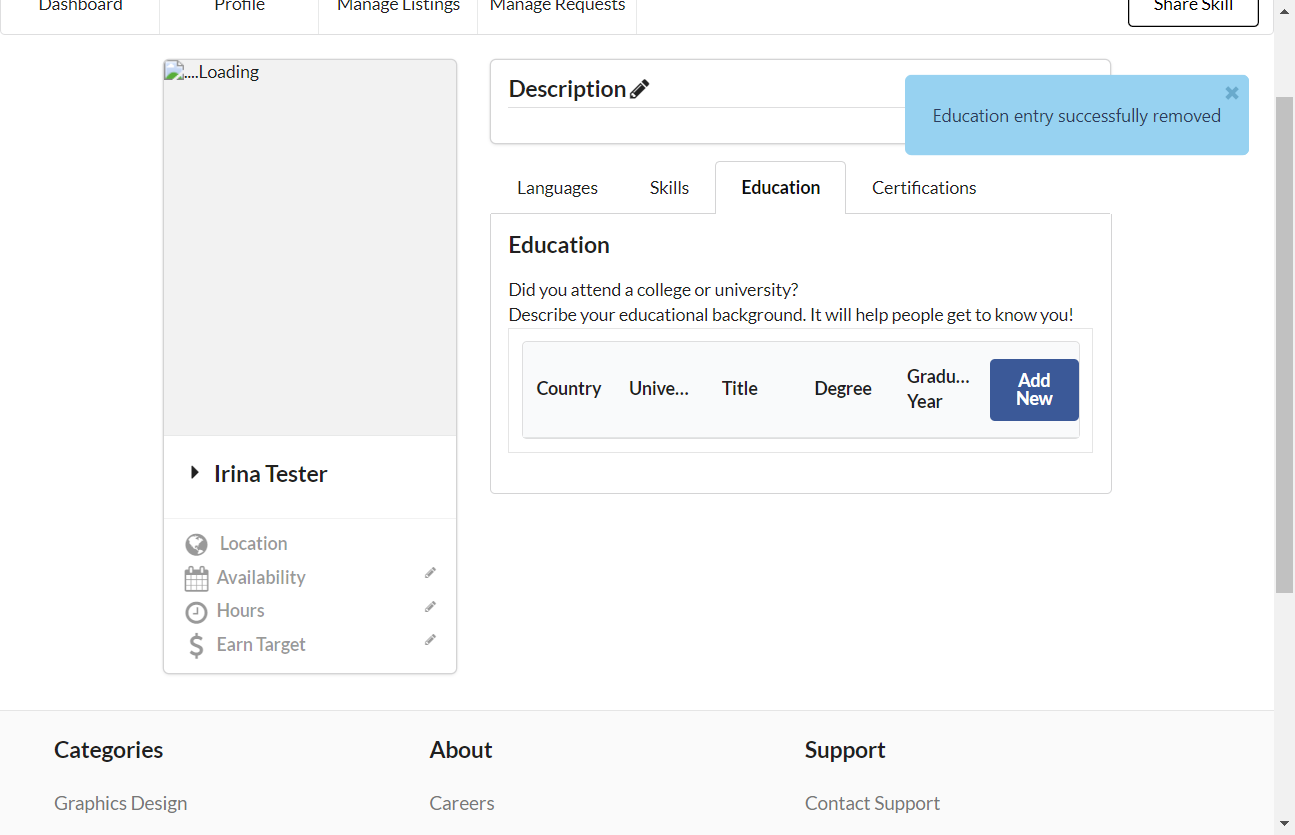 Dashboard
Profile
Manage Listings
Manage Requests
Share Skill
....Loading
Description
Education entry successfully removed
Languages
Skills
Education
Certifications
Education
Did you attend a college or university?
Describe your educational background. It will help people get to know you!
Country
Unive...
Title
Degree
Gradu...
Year
Add
New
Irina Tester
Location
Availability
Hours
Earn Target
Categories
About
Support
Graphics Design
Careers
Contact Support